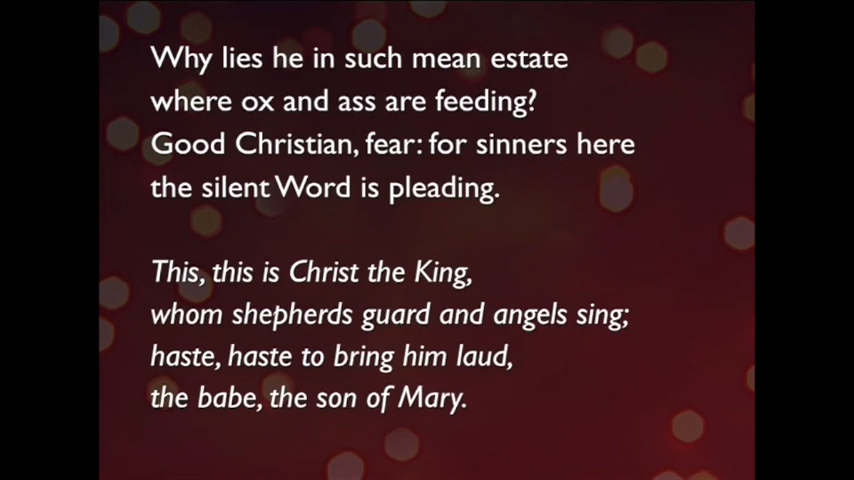 Why lies he in such mean estate
where ox and ass are feeding?
Good Christian, fear: for sinners here
the silent Word is pleading.
This, this is Christ the King,
whom shepherds guard and angels sing;
haste, haste to bring him laud,
the babe, the son of Mary.